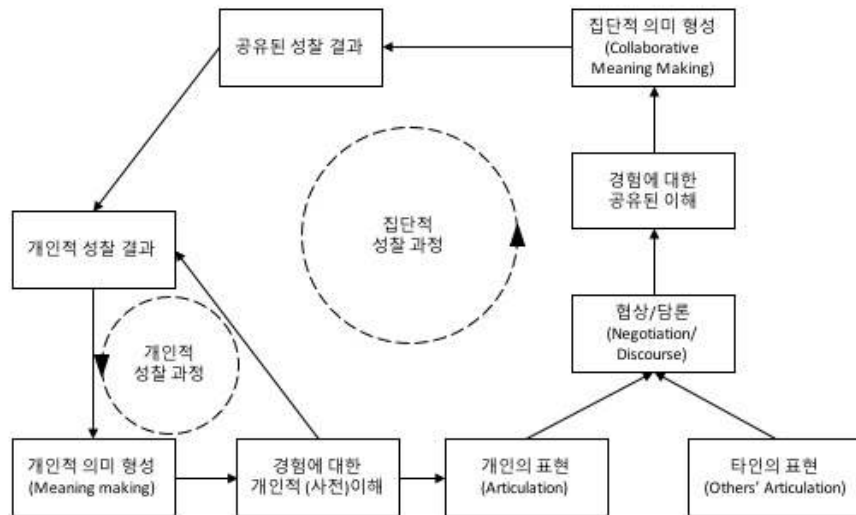 공유된 성찰 결과
집단적 의미 형성
(Collaborative
Meaning Making)
경험에 대한
공유된 이해
집단적
성찰 과정
개인적 성찰 결과
협상/담론
(Negotiation/
Discourse)
개인적
성찰 과정
개인적 의미 형성
(Meaning making)
경험에 대한
개인적 (사전)이해
개인의 표현
(Articulation)
타인의 표현
(Others' Articulation)